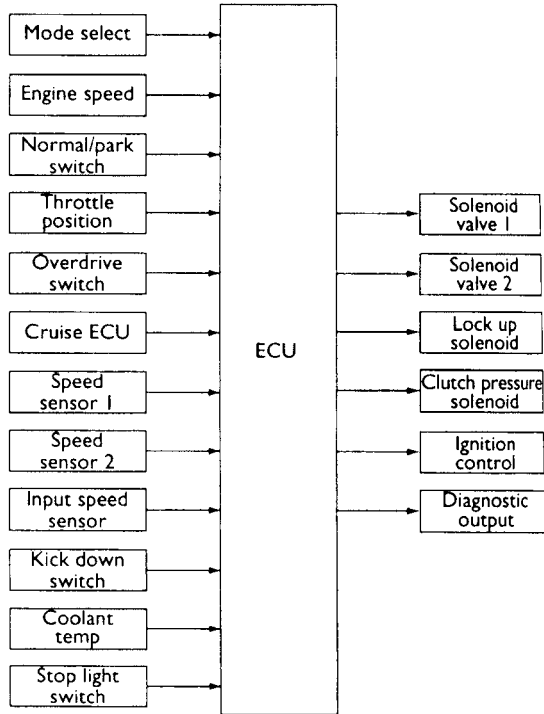 Mode select
Engine speed
Normal/park
switch
Throttle
position
Overdrive
switch
Cruise ECU
Speed
sensor 1
Speed
sensor 2
Input speed
sensor
Kick down
switch
Coolant
temp
Stop light
switch
ECU
Solenoid
valve 1
Solenoid
valve 2
Lock up
solenoid
Clutch pressure
solenoid
Ignition
control
Diagnostic
output